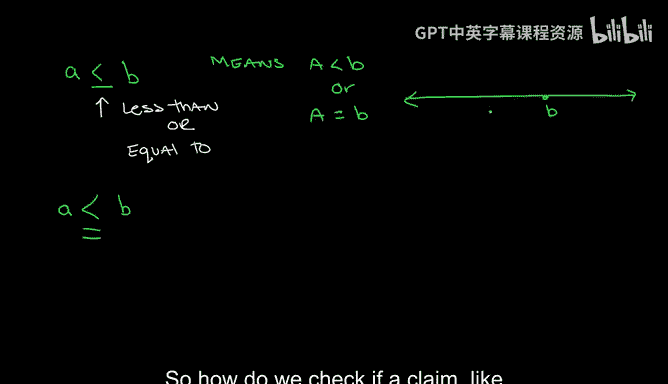 GPT中英字幕课程资源 bilibili
a ≤ b MEANS A < b
or
A = b
↑ Less than
OR
EQUAL TO
b
a ≦ b
So how do we check if a claim, like